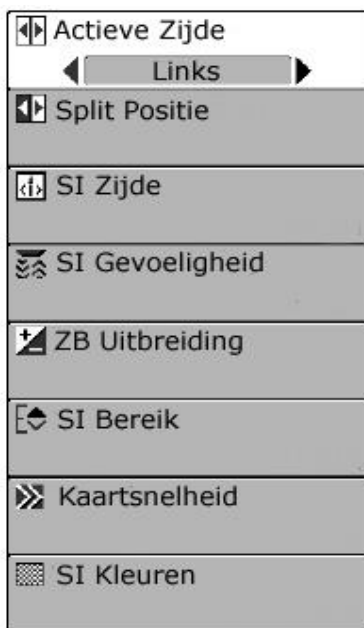 Actieve Zijde
Links
Split Positie
SI Zijde
SI Gevoeligheid
ZB Uitbreiding
SI Bereik
Kaartsnelheid
SI Kleuren